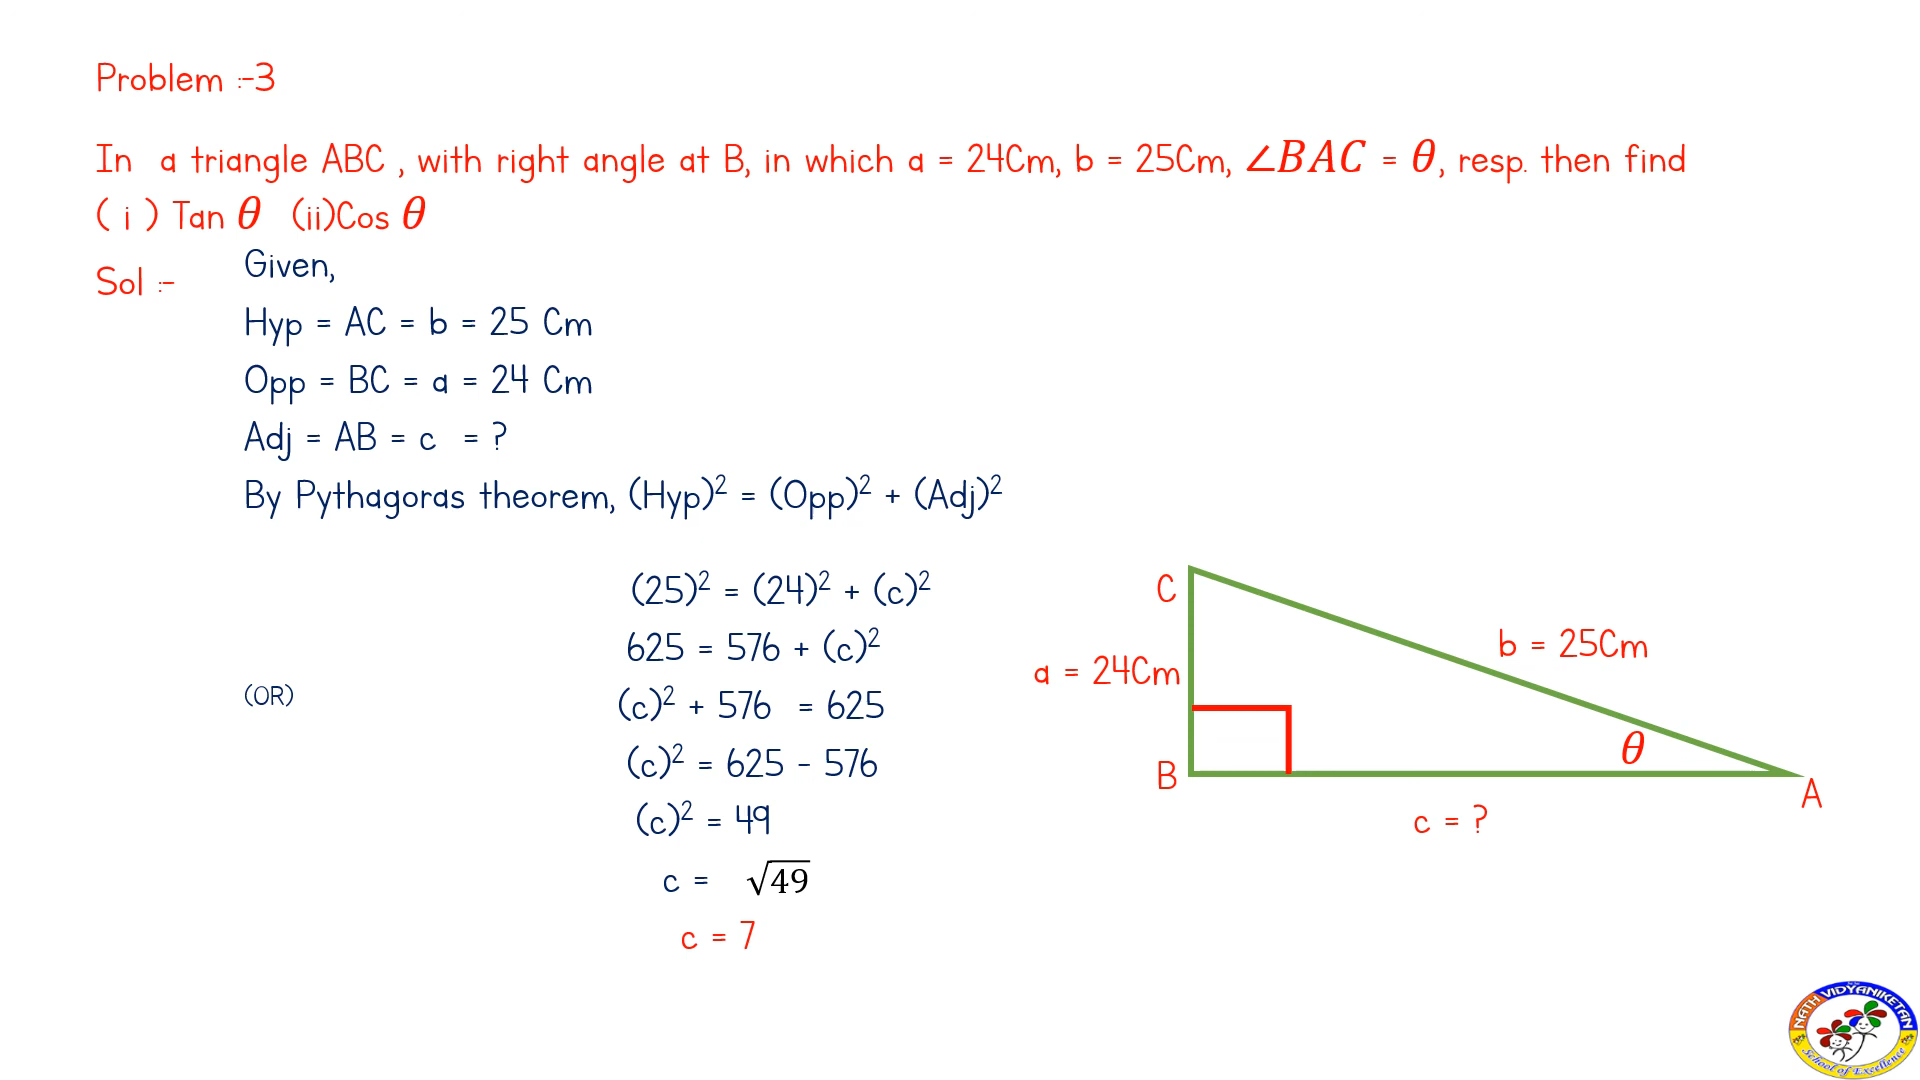 Problem :-3
In a triangle ABC , with right angle at B, in which a = 24Cm, b = 25Cm, ∠BAC = θ, resp. then find
( i ) Tan θ (ii)Cos θ
Sol :-
Given,
Hyp = AC = b = 25 Cm
Opp = BC = a = 24 Cm
Adj = AB = c = ?
By Pythagoras theorem, (Hyp)² = (Opp)² + (Adj)²
(25)² = (24)² + (c)²
625 = 576 + (c)²
(OR)
(c)² + 576 = 625
(c)² = 625 - 576
(c)² = 49
c = √49
c = 7
C
b = 25Cm
a = 24Cm
θ
B
A
c = ?
NATH VIDYANIKETAN
School of Excellence